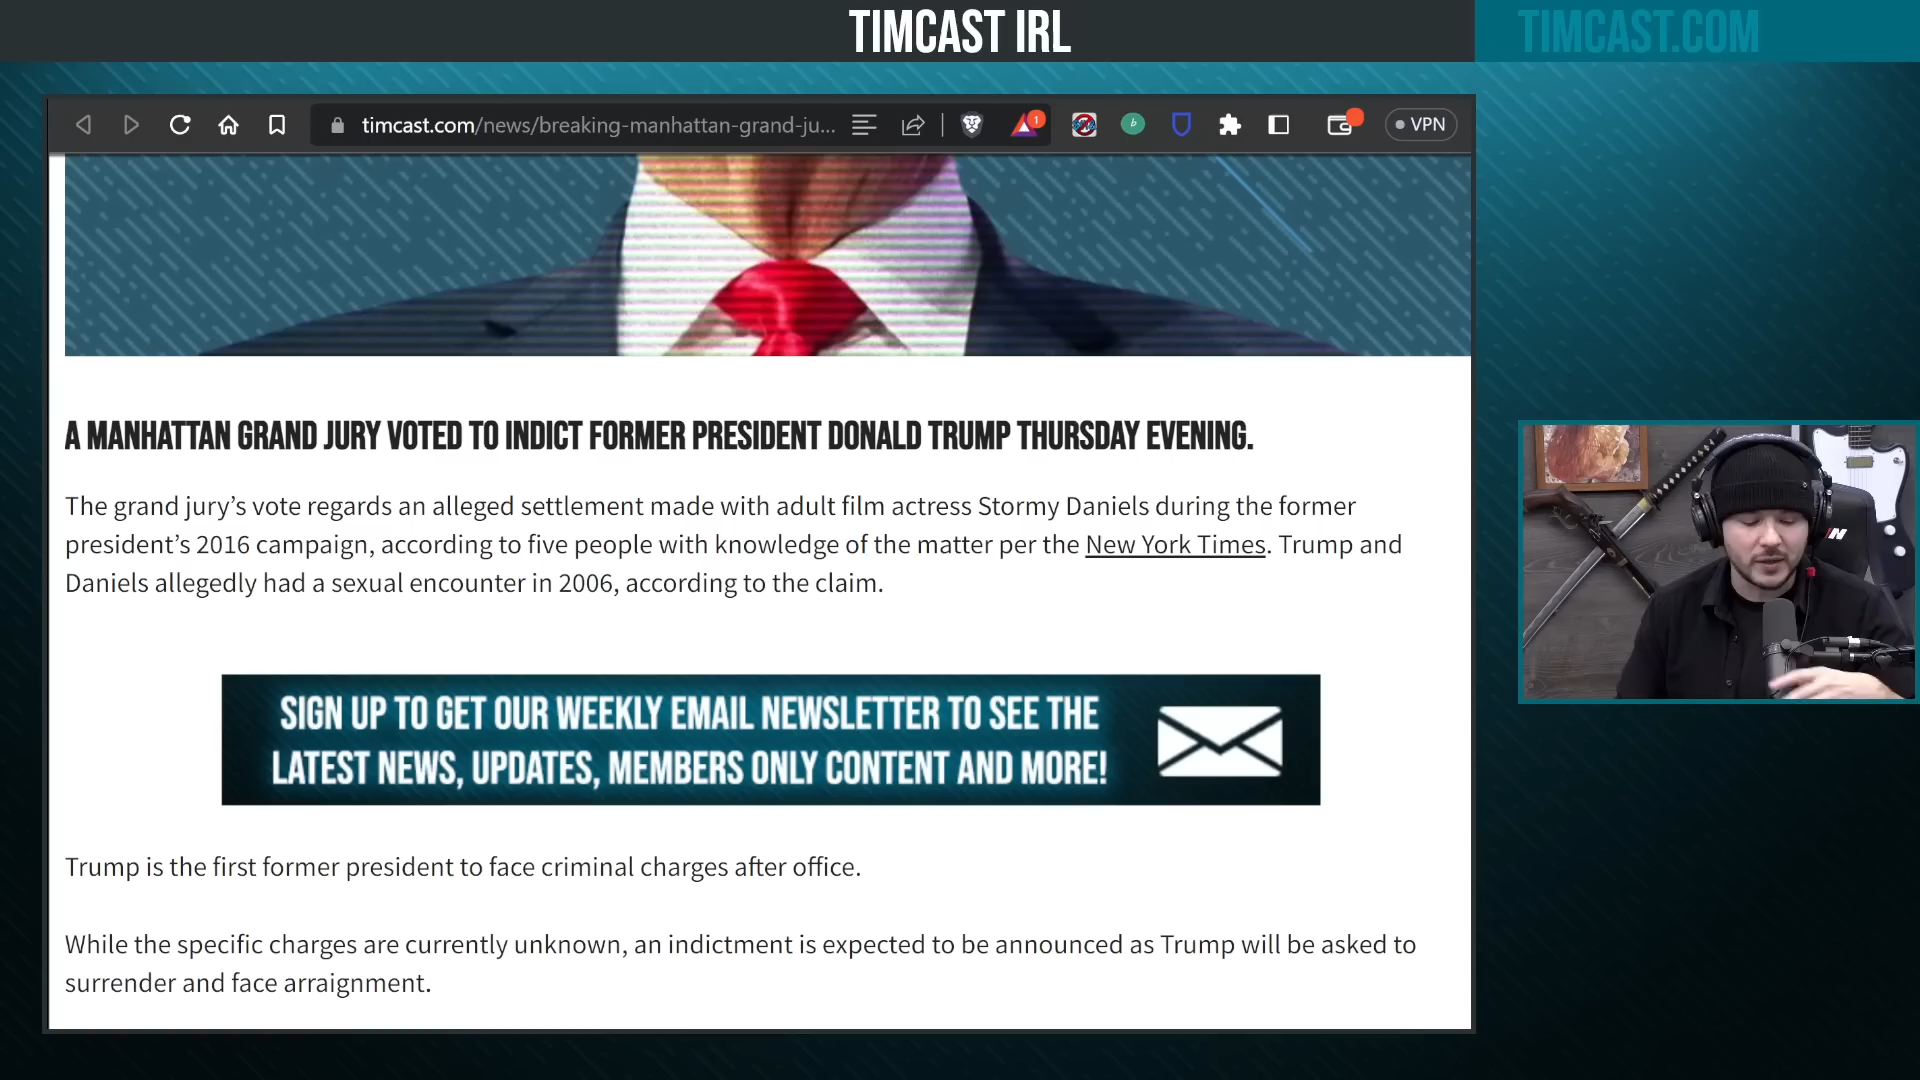 TIMCAST IRL
TIMCAST.COM
timcast.com/news/breaking-manhattan-grand-ju...
1
b
VPN
A MANHATTAN GRAND JURY VOTED TO INDICT FORMER PRESIDENT DONALD TRUMP THURSDAY EVENING.
The grand jury’s vote regards an alleged settlement made with adult film actress Stormy Daniels during the former
president’s 2016 campaign, according to five people with knowledge of the matter per the New York Times. Trump and
Daniels allegedly had a sexual encounter in 2006, according to the claim.
SIGN UP TO GET OUR WEEKLY EMAIL NEWSLETTER TO SEE THE
LATEST NEWS, UPDATES, MEMBERS ONLY CONTENT AND MORE!
Trump is the first former president to face criminal charges after office.
While the specific charges are currently unknown, an indictment is expected to be announced as Trump will be asked to
surrender and face arraignment.